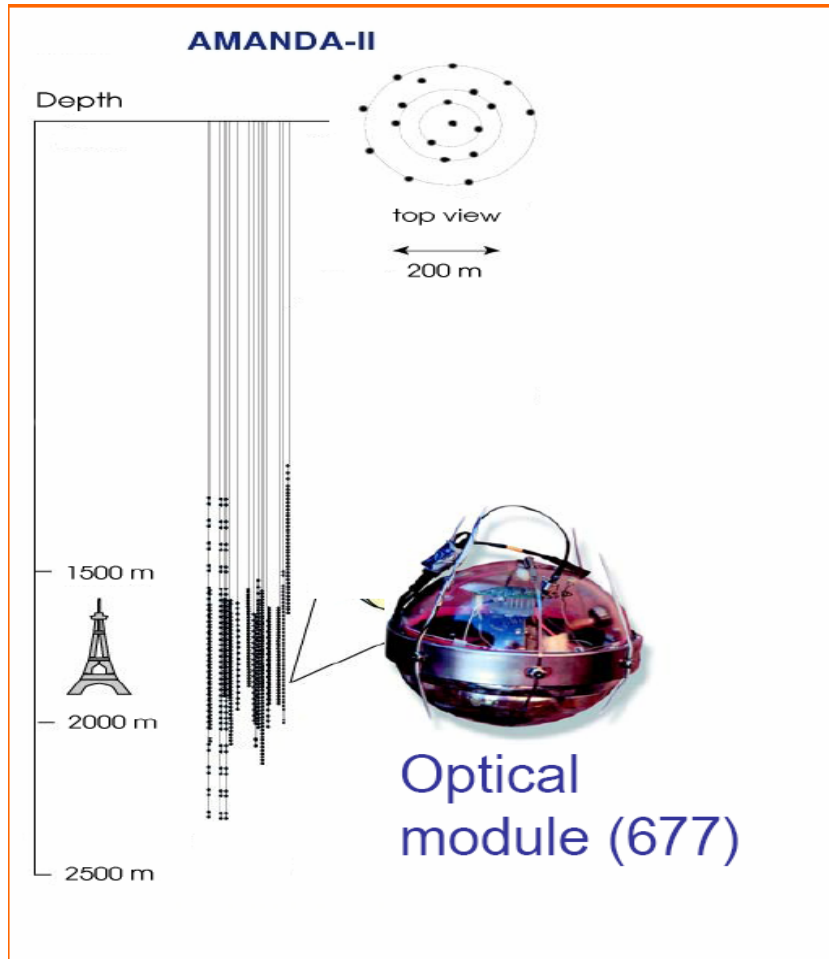 AMANDA-II
Depth
top view
200 m
1500 m
2000 m
Optical
module (677)
2500 m